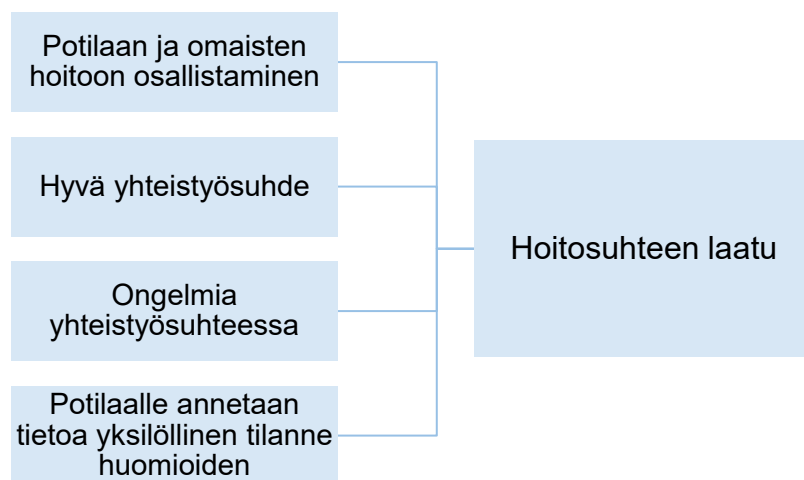 Potilaan ja omaisten
hoitoon osallistaminen
Hyvä yhteistyösuhde
Ongelmia
yhteistyösuhteessa
Potilaalle annetaan
tietoa yksilöllinen tilanne
huomioiden
Hoitosuhteen laatu